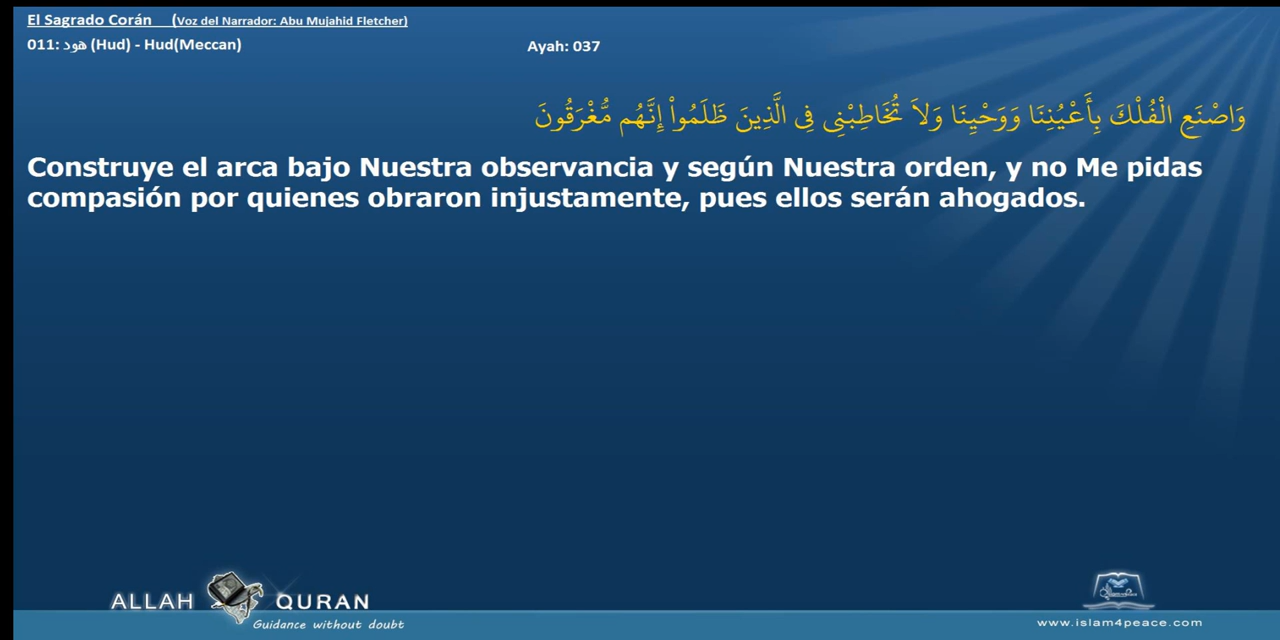 El Sagrado Corán (Voz del Narrador: Abu Mujahid Fletcher)
011: هود (Hud) - Hud(Meccan) Ayah: 037
وَاصْنَعِ الْفُلْكَ بِأَعْيُنِنَا وَوَحْيِنَا وَلاَ تُخَاطِبْنِي فِي الَّذِينَ ظَلَمُواْ إِنَّهُم مُّغْرَقُونَ
Construye el arca bajo Nuestra observancia y según Nuestra orden, y no Me pidas
compasión por quienes obraron injustamente, pues ellos serán ahogados.
ALLAH QURAN
Guidance without doubt
www.islam4peace.com